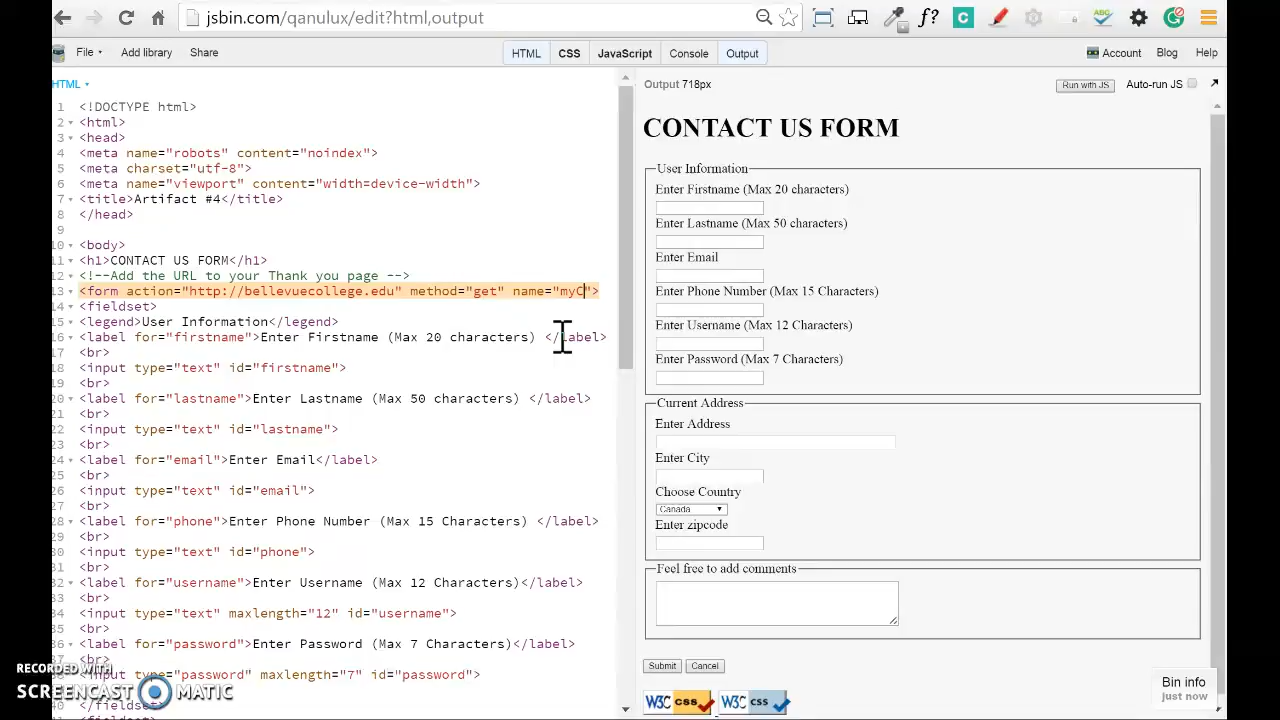 jsbin.com/qanulux/edit?html,output
File Add library Share HTML CSS JavaScript Console Output Account Blog Help
HTML
1 <!DOCTYPE html>
2 <html>
3 <head>
4 <meta name="robots" content="noindex">
5 <meta charset="utf-8">
6 <meta name="viewport" content="width=device-width">
7 <title>Artifact #4</title>
8 </head>
9
10 <body>
11 <h1>CONTACT US FORM</h1>
12 <!--Add the URL to your Thank you page -->
13 <form action="http://bellevuecollege.edu" method="get" name="myC">
14 <fieldset>
15 <legend>User Information</legend>
16 <label for="firstname">Enter Firstname (Max 20 characters) </label>
17 <br>
18 <input type="text" id="firstname">
19 <br>
20 <label for="lastname">Enter Lastname (Max 50 characters) </label>
21 <br>
22 <input type="text" id="lastname">
23 <br>
24 <label for="email">Enter Email</label>
25 <br>
26 <input type="text" id="email">
27 <br>
28 <label for="phone">Enter Phone Number (Max 15 Characters) </label>
29 <br>
30 <input type="text" id="phone">
31 <br>
32 <label for="username">Enter Username (Max 12 Characters)</label>
33 <br>
34 <input type="text" maxlength="12" id="username">
35 <br>
36 <label for="password">Enter Password (Max 7 Characters)</label>
<br>
<input type="password" maxlength="7" id="password">
</fieldset>
Output 718px
Run with JS
Auto-run JS
CONTACT US FORM
User Information
Enter Firstname (Max 20 characters)
Enter Lastname (Max 50 characters)
Enter Email
Enter Phone Number (Max 15 Characters)
Enter Username (Max 12 Characters)
Enter Password (Max 7 Characters)
Current Address
Enter Address
Enter City
Choose Country
Canada
Enter zipcode
Feel free to add comments
Submit
Cancel
W3C css
W3C css
Bin info
just now
RECORDED WITH
SCREENCAST MATIC